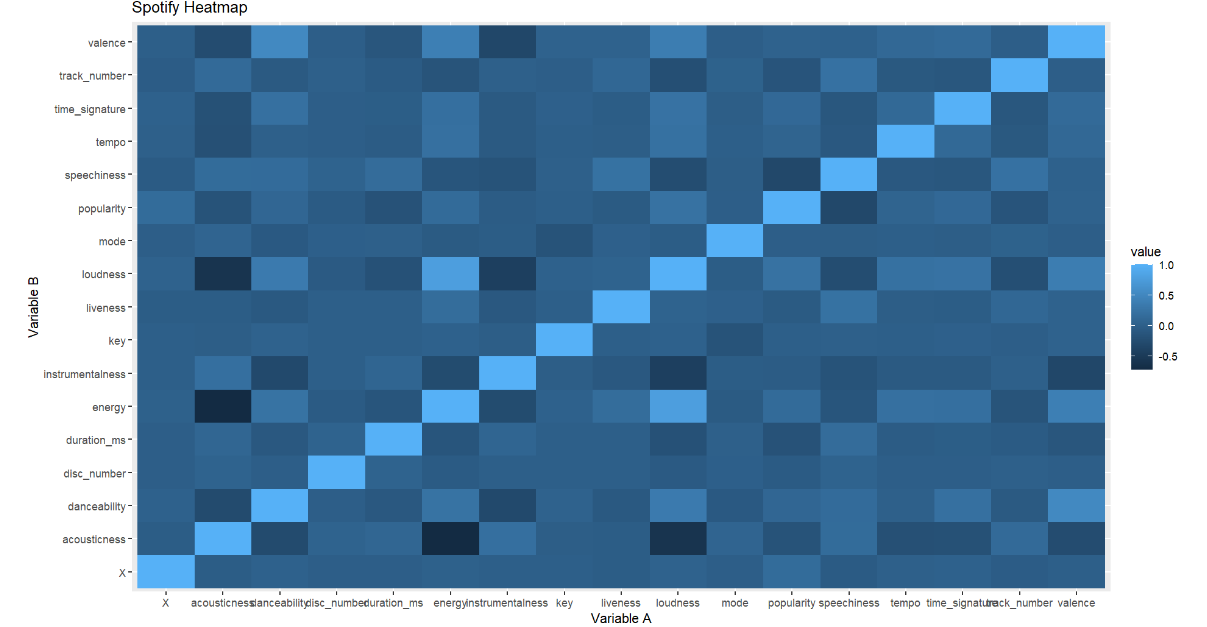 Spotify Heatmap
Variable B
valence
track_number
time_signature
tempo
speechiness
popularity
mode
loudness
liveness
key
instrumentalness
energy
duration_ms
disc_number
danceability
acousticness
X
X acousticness danceability disc_number duration_ms energy instrumentalness key liveness loudness mode popularity speechiness tempo time_signature track_number valence
Variable A
value
1.0
0.5
0.0
-0.5